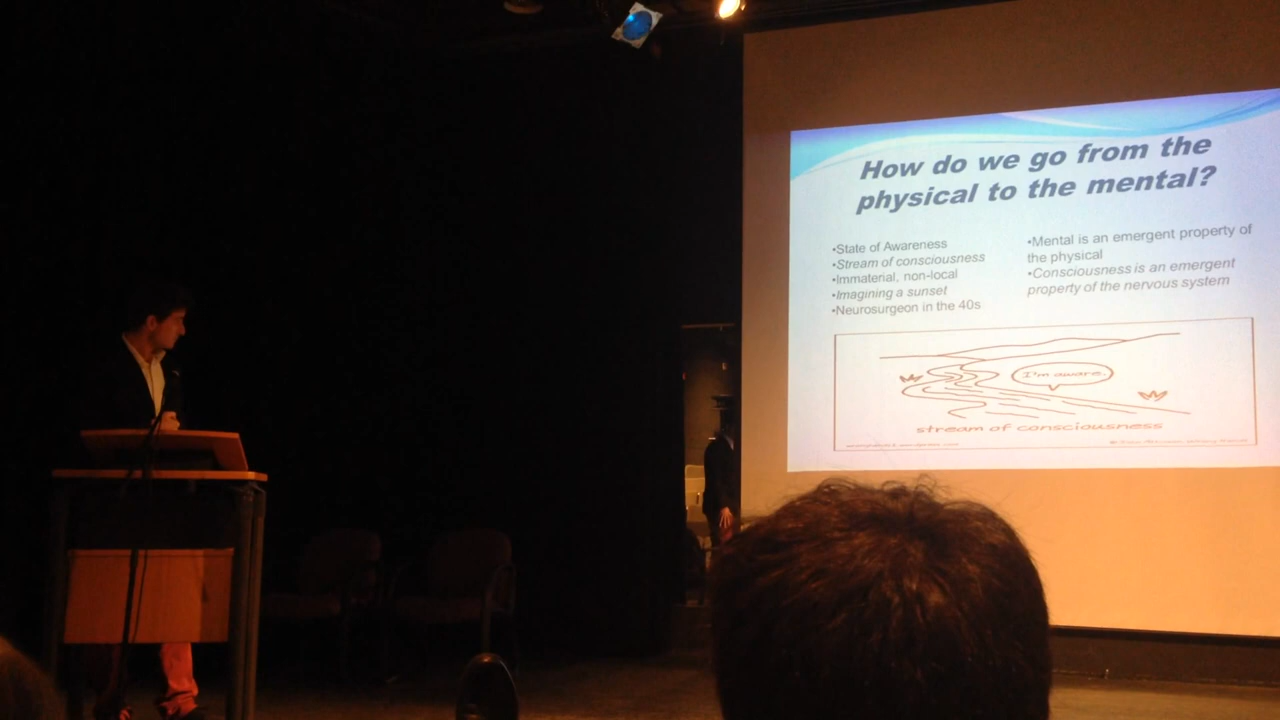 How do we go from the
physical to the mental?
•State of Awareness
•Stream of consciousness
•Immaterial, non-local
•Imagining a sunset
•Neurosurgeon in the 40s
•Mental is an emergent property of
the physical
•Consciousness is an emergent
property of the nervous system
I'm aware.
stream of consciousness